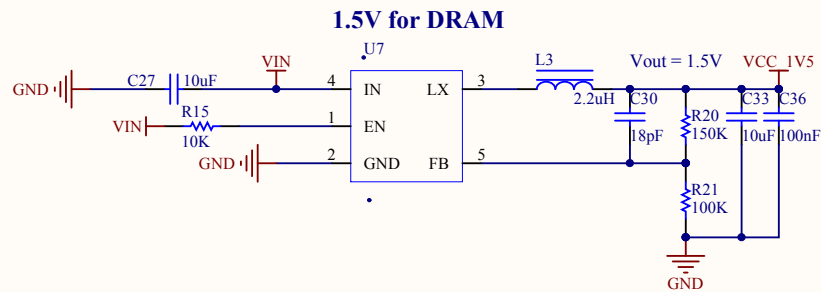 1.5V for DRAM
U7
VIN
C27 10uF
GND
4 IN LX 3
L3
2.2uH
Vout = 1.5V
VCC_1V5
VIN R15
10K
1 EN
GND
2 GND FB 5
C30
18pF
R20
150K
C33
10uF
C36
100nF
R21
100K
GND